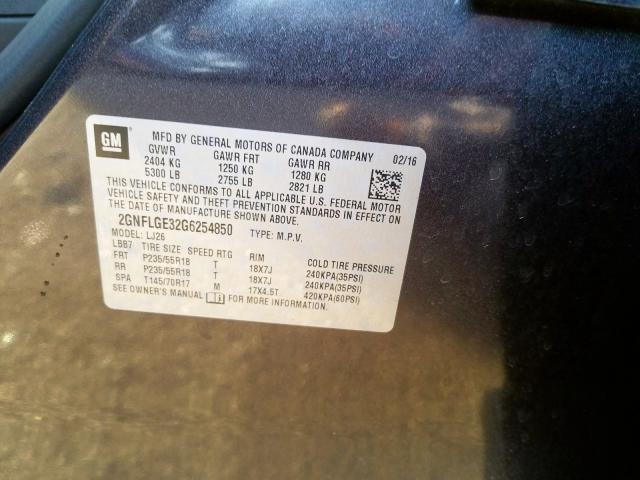 GM
MFD BY GENERAL MOTORS OF CANADA COMPANY 02/16
GVWR GAWR FRT GAWR RR
2404 KG 1250 KG 1280 KG
5300 LB 2755 LB 2821 LB
THIS VEHICLE CONFORMS TO ALL APPLICABLE U.S. FEDERAL MOTOR
VEHICLE SAFETY AND THEFT PREVENTION STANDARDS IN EFFECT ON
THE DATE OF MANUFACTURE SHOWN ABOVE.
2GNFLGE32G6254850 TYPE: M.P.V.
MODEL: LJ26
LBB7 TIRE SIZE SPEED RTG RIM COLD TIRE PRESSURE
FRT P235/55R18 T 18X7J 240KPA(35PSI)
RR P235/55R18 T 18X7J 240KPA(35PSI)
SPA T145/70R17 M 17X4.5T 420KPA(60PSI)
SEE OWNER'S MANUAL FOR MORE INFORMATION.